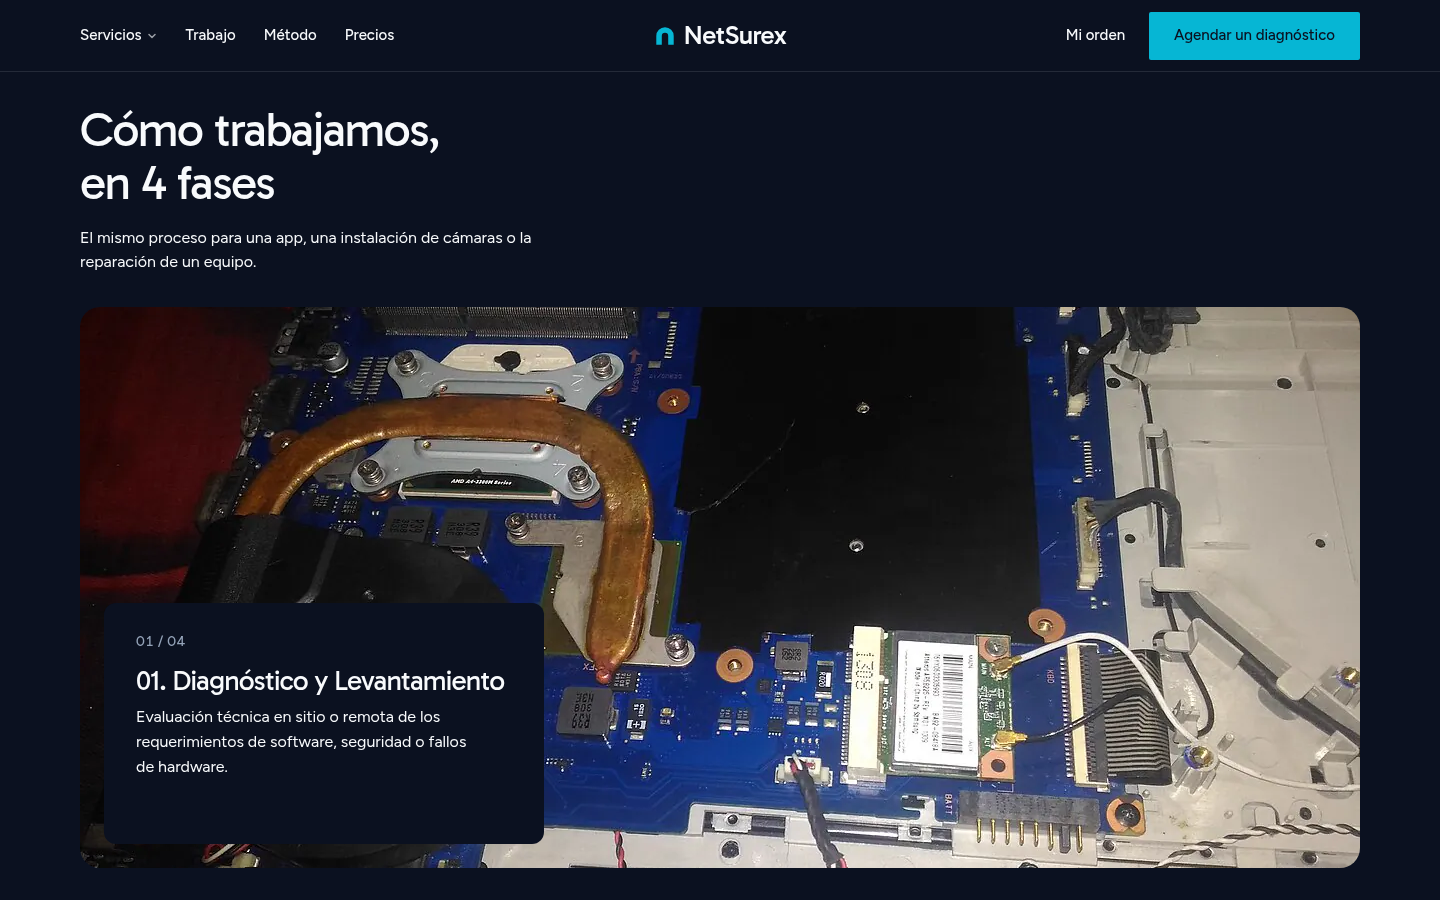 Servicios
Trabajo
Método
Precios
NetSurex
Mi orden
Agendar un diagnóstico
Cómo trabajamos,
en 4 fases
El mismo proceso para una app, una instalación de cámaras o la
reparación de un equipo.
AMD A4-3300M Series
1308
BATT
01 / 04
01. Diagnóstico y Levantamiento
Evaluación técnica en sitio o remota de los
requerimientos de software, seguridad o fallos
de hardware.